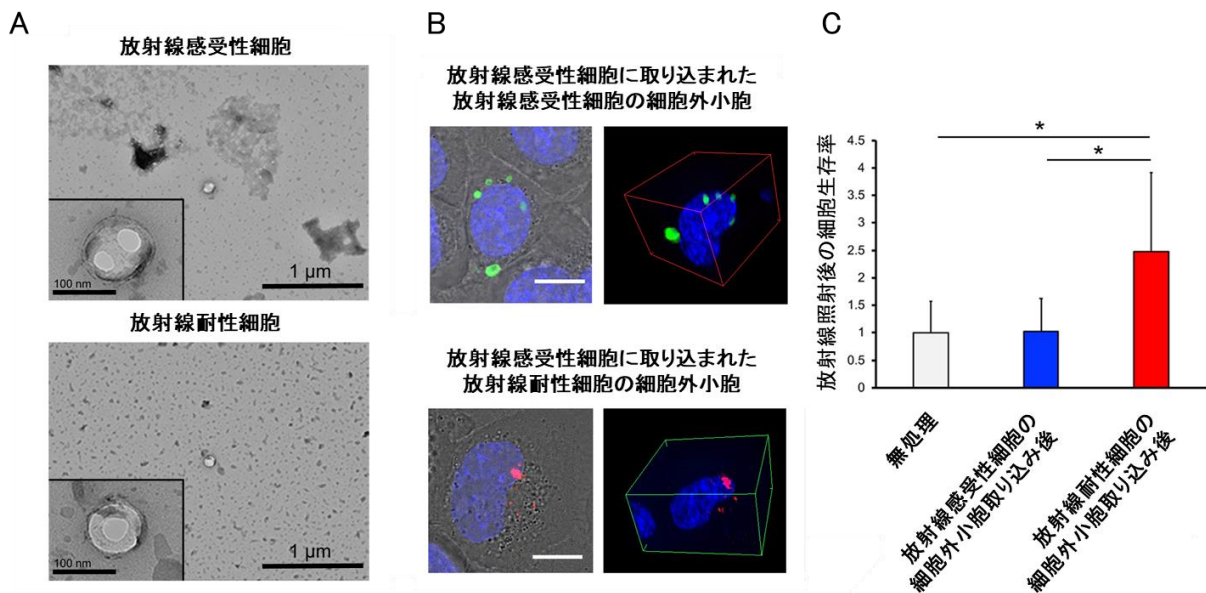 A
放射線感受性細胞
100 nm
1 μm
放射線耐性細胞
100 nm
1 μm
B
放射線感受性細胞に取り込まれた
放射線感受性細胞の細胞外小胞
放射線感受性細胞に取り込まれた
放射線耐性細胞の細胞外小胞
C
放射線照射後の細胞生存率
4.5
4
3.5
3
2.5
2
1.5
1
0.5
0
*
*
無処理
放射線感受性細胞の
細胞外小胞取り込み後
放射線耐性細胞の
細胞外小胞取り込み後